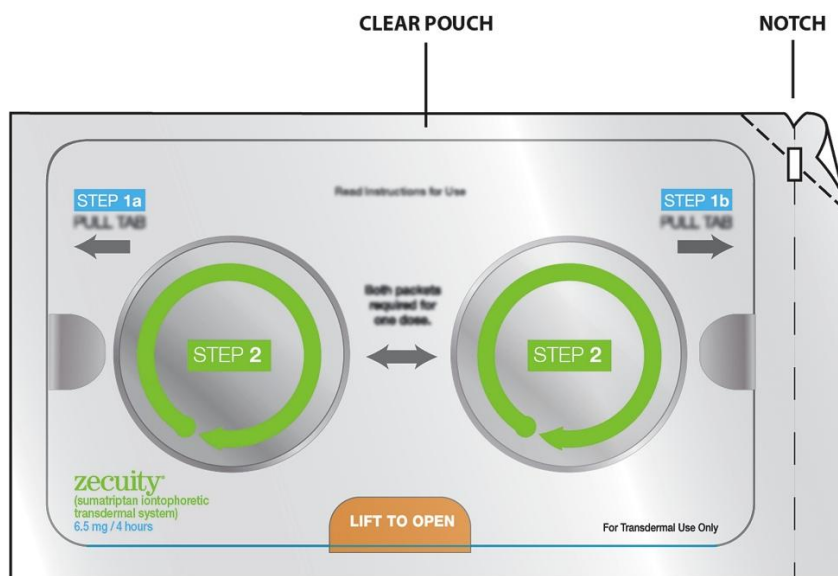 CLEAR POUCH
NOTCH
STEP 1a
PULL TAB
Read Instructions for Use
STEP 1b
PULL TAB
Both packets
required for
one dose.
STEP 2
STEP 2
zecuity®
(sumatriptan iontophoretic
transdermal system)
6.5 mg / 4 hours
LIFT TO OPEN
For Transdermal Use Only